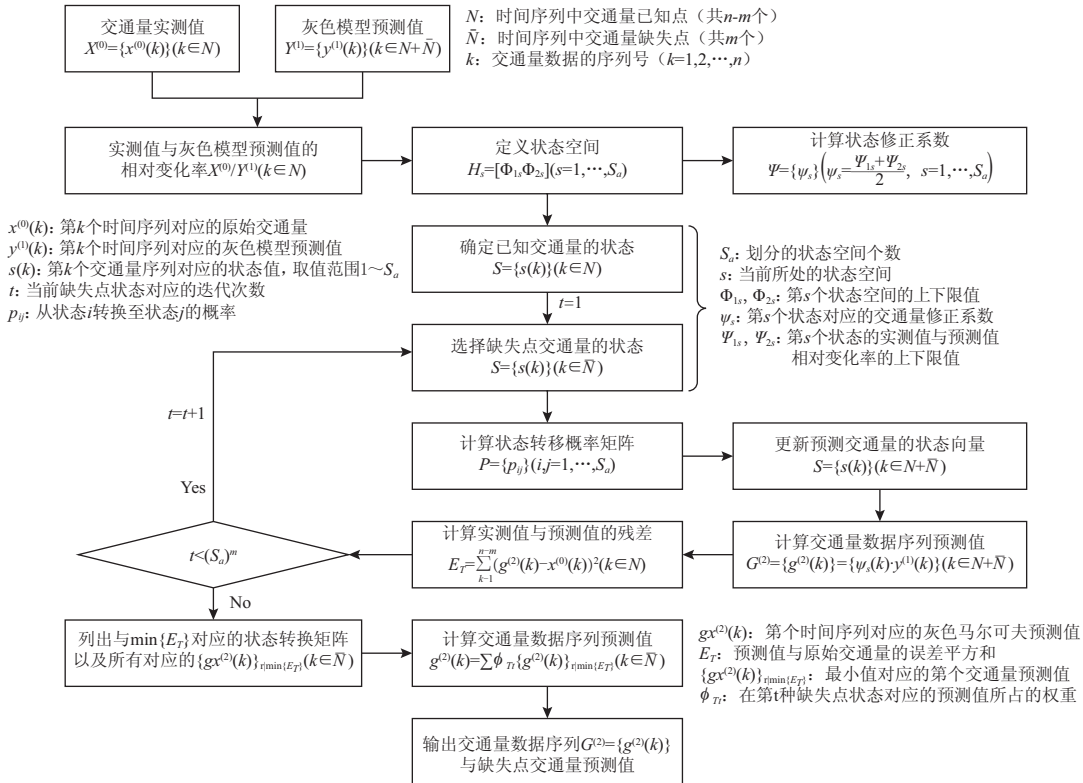 交通量实测值
X⁽⁰⁾={x⁽⁰⁾(k)}(k∈N)
灰色模型预测值
Y⁽¹⁾={y⁽¹⁾(k)}(k∈N+N̄)
N：时间序列中交通量已知点（共n-m个）
N̄：时间序列中交通量缺失点（共m个）
k：交通量数据的序列号（k=1,2,⋯,n）
实测值与灰色模型预测值的
相对变化率X⁽⁰⁾/Y⁽¹⁾(k∈N)
定义状态空间
Hₛ=[Φ₁ₛΦ₂ₛ](s=1,⋯,Sₐ)
计算状态修正系数
Ψ={ψₛ}(ψₛ=(Ψ₁ₛ+Ψ₂ₛ)/2, s=1,⋯,Sₐ)
x⁽⁰⁾(k)：第k个时间序列对应的原始交通量
y⁽¹⁾(k)：第k个时间序列对应的灰色模型预测值
s(k)：第k个交通量序列对应的状态值，取值范围1～Sₐ
t：当前缺失点状态对应的迭代次数
p_ij：从状态i转换至状态j的概率
确定已知交通量的状态
S={s(k)}(k∈N)
t=1
选择缺失点交通量的状态
S={s(k)}(k∈N̄)
Sₐ：划分的状态空间个数
s：当前所处的状态空间
Φ₁ₛ, Φ₂ₛ：第s个状态空间的上下限值
ψₛ：第s个状态对应的交通量修正系数
Ψ₁ₛ, Ψ₂ₛ：第s个状态的实测值与预测值
相对变化率的上下限值
t=t+1
计算状态转移概率矩阵
P={p_ij}(i,j=1,⋯,Sₐ)
更新预测交通量的状态向量
S={s(k)}(k∈N+N̄)
Yes
t<(Sₐ)ᵐ
计算实测值与预测值的残差
E_T=∑_{k-1}^{n-m}(g⁽²⁾(k)-x⁽⁰⁾(k))²(k∈N)
计算交通量数据序列预测值
G⁽²⁾={g⁽²⁾(k)}={ψₛ(k)·y⁽¹⁾(k)}(k∈N+N̄)
No
列出与min{E_T}对应的状态转换矩阵
以及所有对应的{gx⁽²⁾(k)}_{r|min{E_T}}(k∈N̄)
计算交通量数据序列预测值
g⁽²⁾(k)=∑ϕ_Tt{g⁽²⁾(k)}_{r|min{E_T}}(k∈N̄)
gx⁽²⁾(k)：第个时间序列对应的灰色马尔可夫预测值
E_T：预测值与原始交通量的误差平方和
{gx⁽²⁾(k)}_{r|min{E_T}}：最小值对应的第个交通量预测值
ϕ_Tt：在第t种缺失点状态对应的预测值所占的权重
输出交通量数据序列G⁽²⁾={g⁽²⁾(k)}
与缺失点交通量预测值